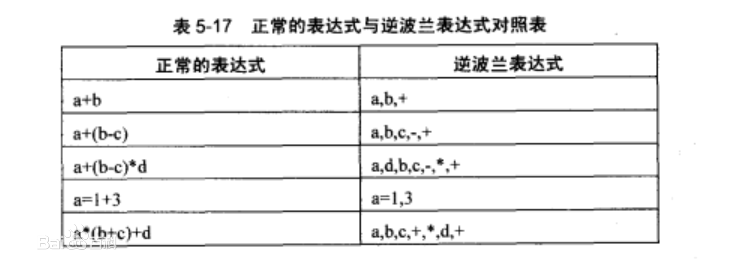 表 5-17 正常的表达式与逆波兰表达式对照表
正常的表达式 逆波兰表达式
a+b a,b,+
a+(b-c) a,b,c,-,+
a+(b-c)*d a,d,b,c,-,*,+
a=1+3 a=1,3
a*(b+c)+d a,b,c,+,*,d,+
Bai百科